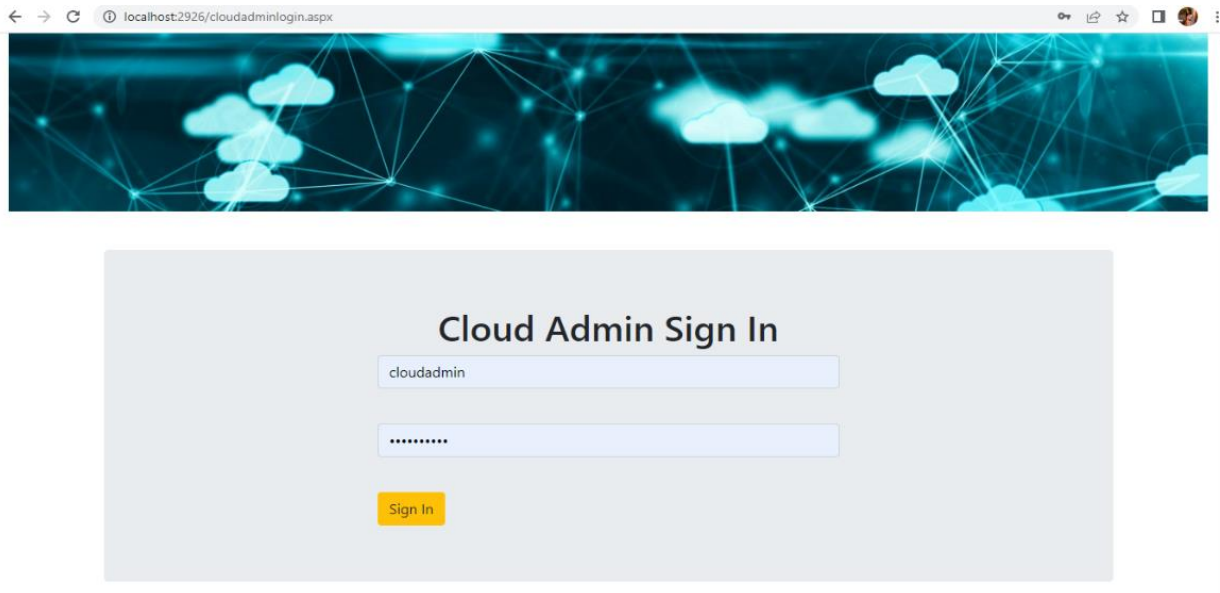 localhost:2926/cloudadminlogin.aspx
Cloud Admin Sign In
cloudadmin
••••••••••
Sign In